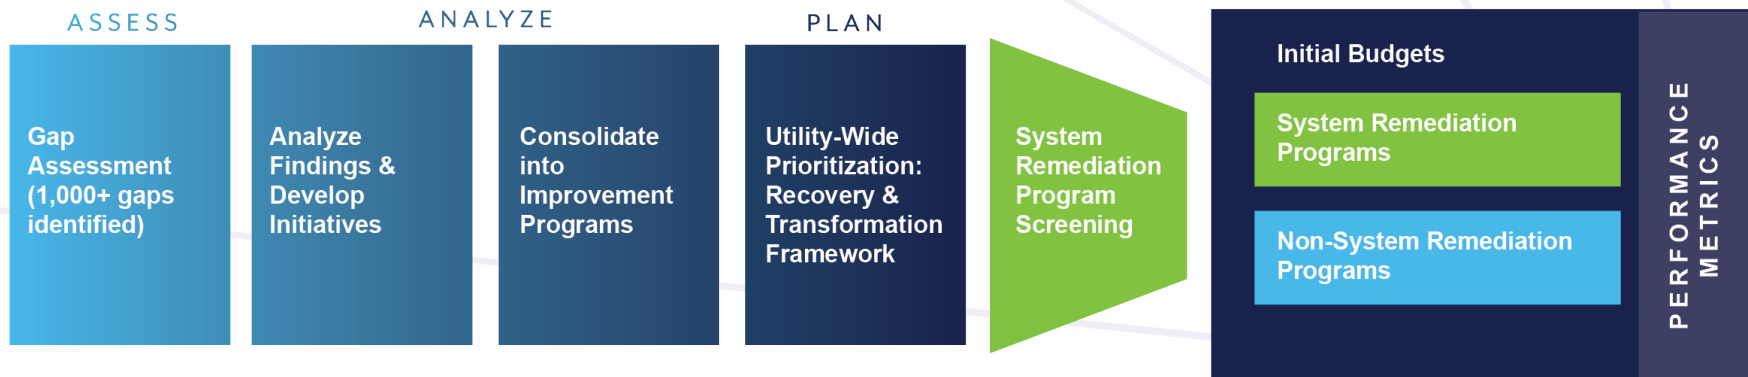 ASSESS
ANALYZE
PLAN
Gap
Assessment
(1,000+ gaps
identified)
Analyze
Findings &
Develop
Initiatives
Consolidate
into
Improvement
Programs
Utility-Wide
Prioritization:
Recovery &
Transformation
Framework
System
Remediation
Program
Screening
Initial Budgets
System Remediation
Programs
Non-System Remediation
Programs
PERFORMANCE
METRICS